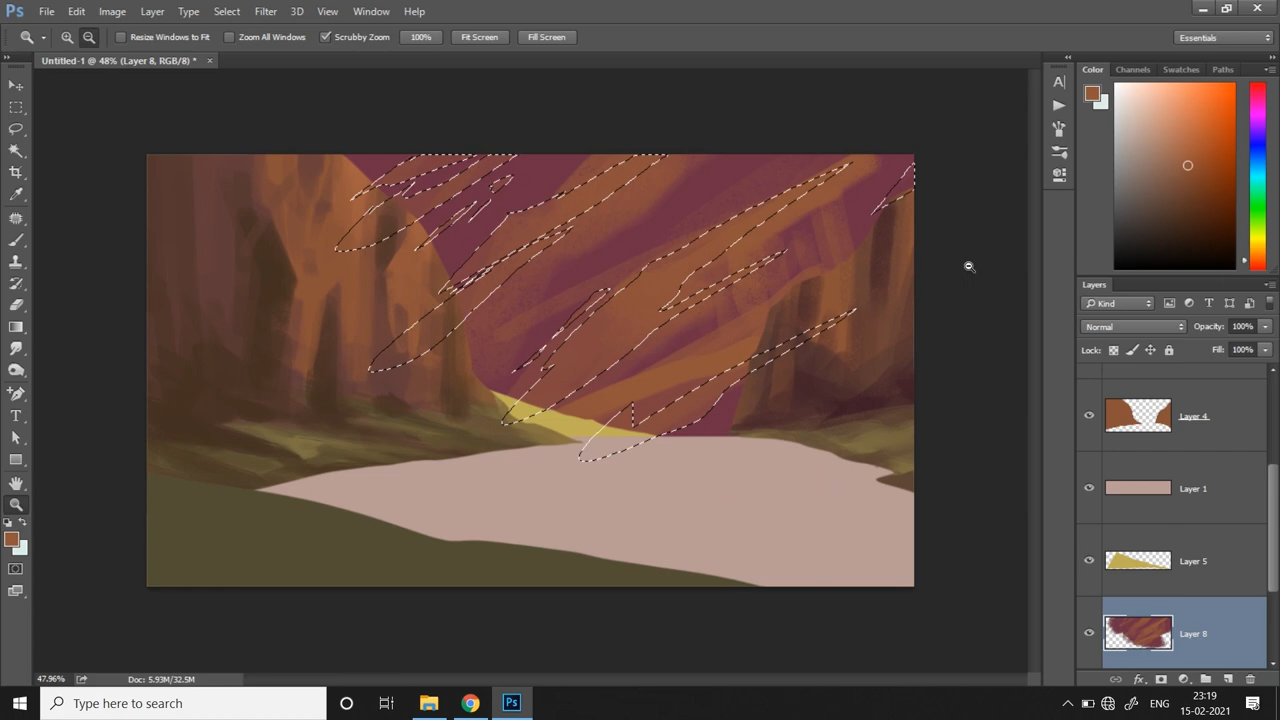 Ps File Edit Image Layer Type Select Filter 3D View Window Help
Resize Windows to Fit Zoom All Windows Scrubby Zoom 100% Fit Screen Fill Screen Essentials
Untitled-1 @ 48% (Layer 8, RGB/8) * ×
Color Channels Swatches Paths
Layers
Kind
Normal Opacity: 100%
Lock: Fill: 100%
Layer 4
Layer 1
Layer 5
Layer 8
47.96% Doc: 5.93M/32.5M
Type here to search
Ps
ENG
23:19
15-02-2021